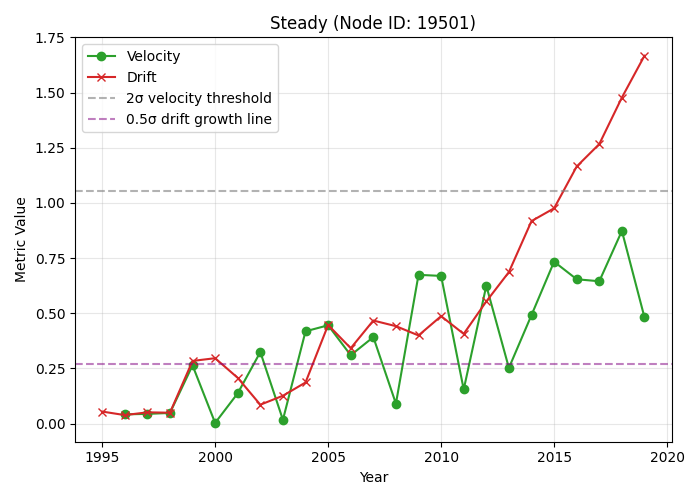 Steady (Node ID: 19501)
Velocity
Drift
2σ velocity threshold
0.5σ drift growth line
Metric Value
1.75
1.50
1.25
1.00
0.75
0.50
0.25
0.00
1995 2000 2005 2010 2015 2020
Year